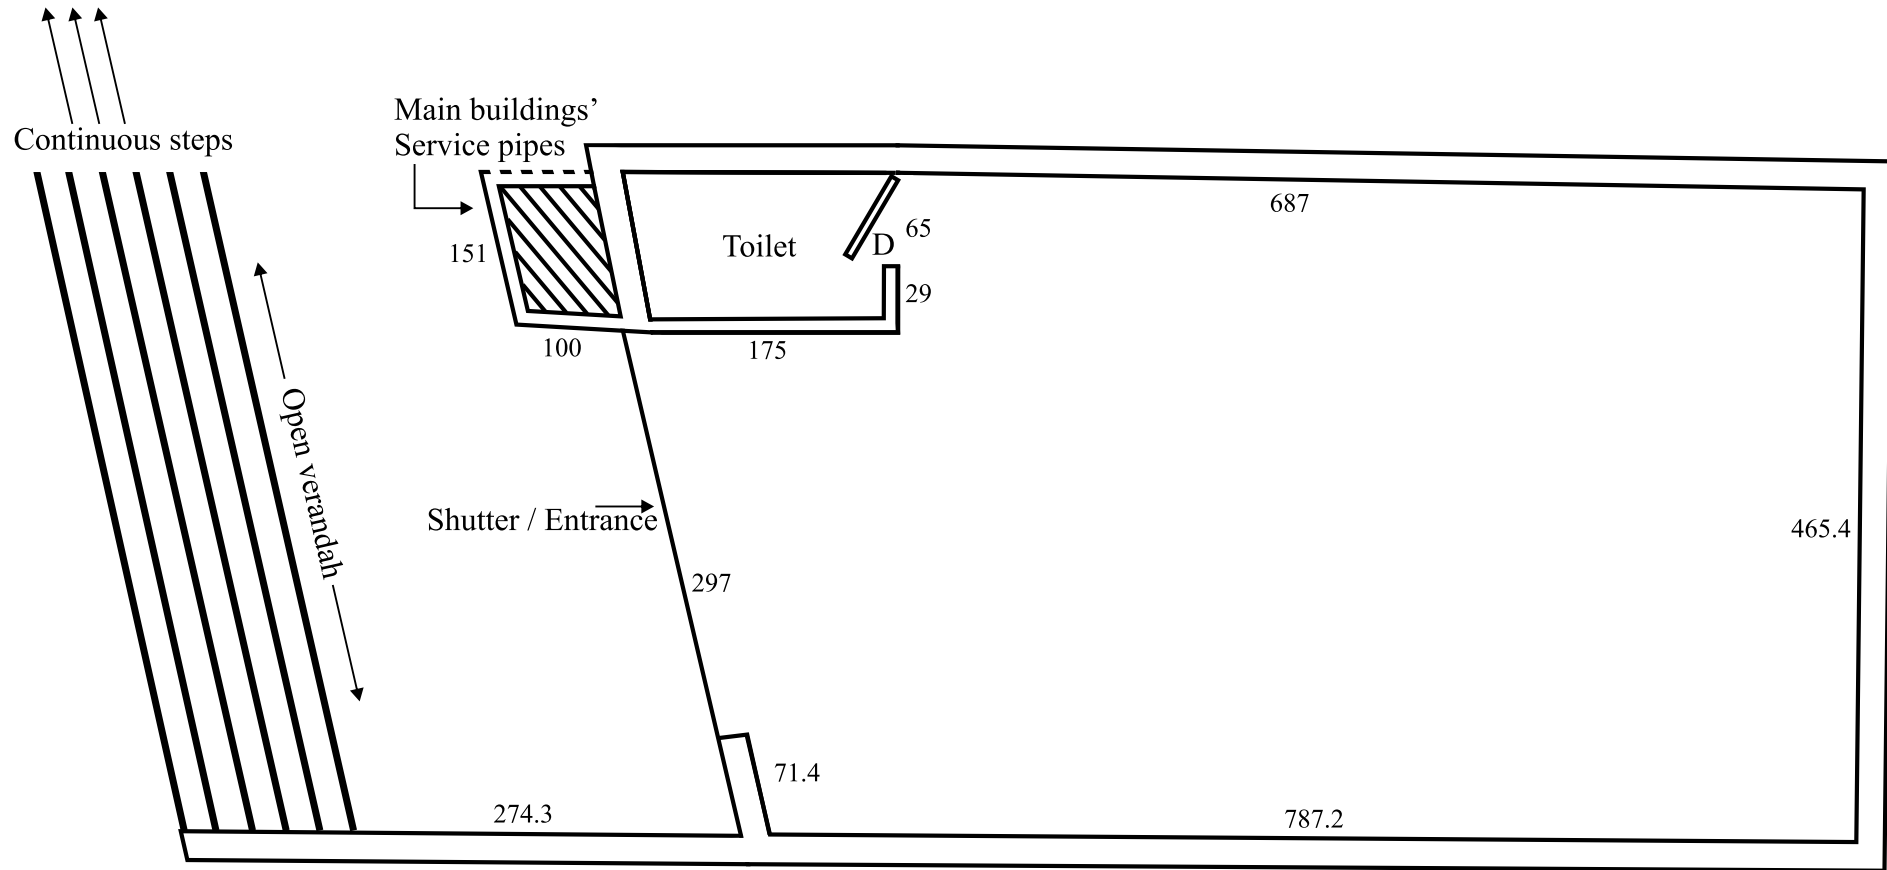 Continuous steps
Main buildings’
Service pipes
687
65
Toilet
D
151
29
100
175
Open verandah
Shutter / Entrance
465.4
297
71.4
274.3
787.2